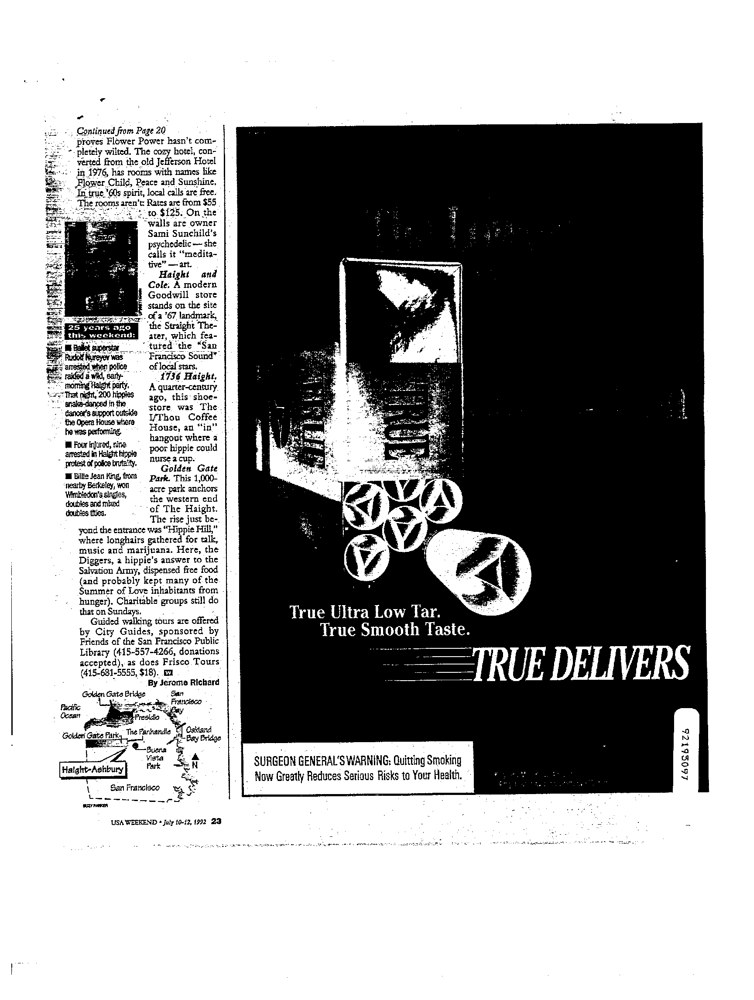 Continued from Page 20
proves Flower Power hasn't com-
pletely wilted. The cozy hotel, con-
verted from the old Jefferson Hotel
in 1976, has rooms with names like
Flower Child, Peace and Sunshine.
In true '60s spirit, local calls are free.
The rooms aren't: Rates are from $55
to $125. On the
walls are owner
Sami Sunchild's
psychedelic — she
calls it "medita-
tive" — art.
Haight and
Cole. A modern
Goodwill store
stands on the site
of a '67 landmark,
the Straight The-
ater, which fea-
tured the "San
Francisco Sound"
of local stars.
1736 Haight.
A quarter-century
ago, this shoe-
store was The
I/Thou Coffee
House, an "in"
hangout where a
poor hippie could
nurse a cup.
Golden Gate
Park. This 1,000-
acre park anchors
the western end
of The Haight.
The rise just be-
yond the entrance was "Hippie Hill,"
where longhairs gathered for talk,
music and marijuana. Here, the
Diggers, a hippie's answer to the
Salvation Army, dispensed free food
(and probably kept many of the
Summer of Love inhabitants from
hunger). Charitable groups still do
that on Sundays.
Guided walking tours are offered
by City Guides, sponsored by
Friends of the San Francisco Public
Library (415-557-4266, donations
accepted), as does Frisco Tours
(415-681-5555, $18).
By Jerome Richard
25 years ago
this weekend:
■ Ballet superstar
Rudolf Nureyev was
arrested when police
raided a wild, early-
morning Haight party.
That night, 200 hippies
snake-danced in the
dancer's support outside
the Opera House where
he was performing.
■ Four injured, nine
arrested in Haight hippie
protest of police brutality.
■ Billie Jean King, from
nearby Berkeley, won
Wimbledon's singles,
doubles and mixed
doubles titles.
Golden Gate Bridge
San
Francisco
Bay
Pacific
Ocean
Presidio
Golden Gate Park
The Panhandle
Oakland
Bay Bridge
Buena
Vista
Park
N
Haight-Ashbury
San Francisco
USA WEEKEND • July 10-12, 1992 23
TRUE
True Ultra Low Tar.
True Smooth Taste.
TRUE DELIVERS
SURGEON GENERAL'S WARNING: Quitting Smoking
Now Greatly Reduces Serious Risks to Your Health.
92195097